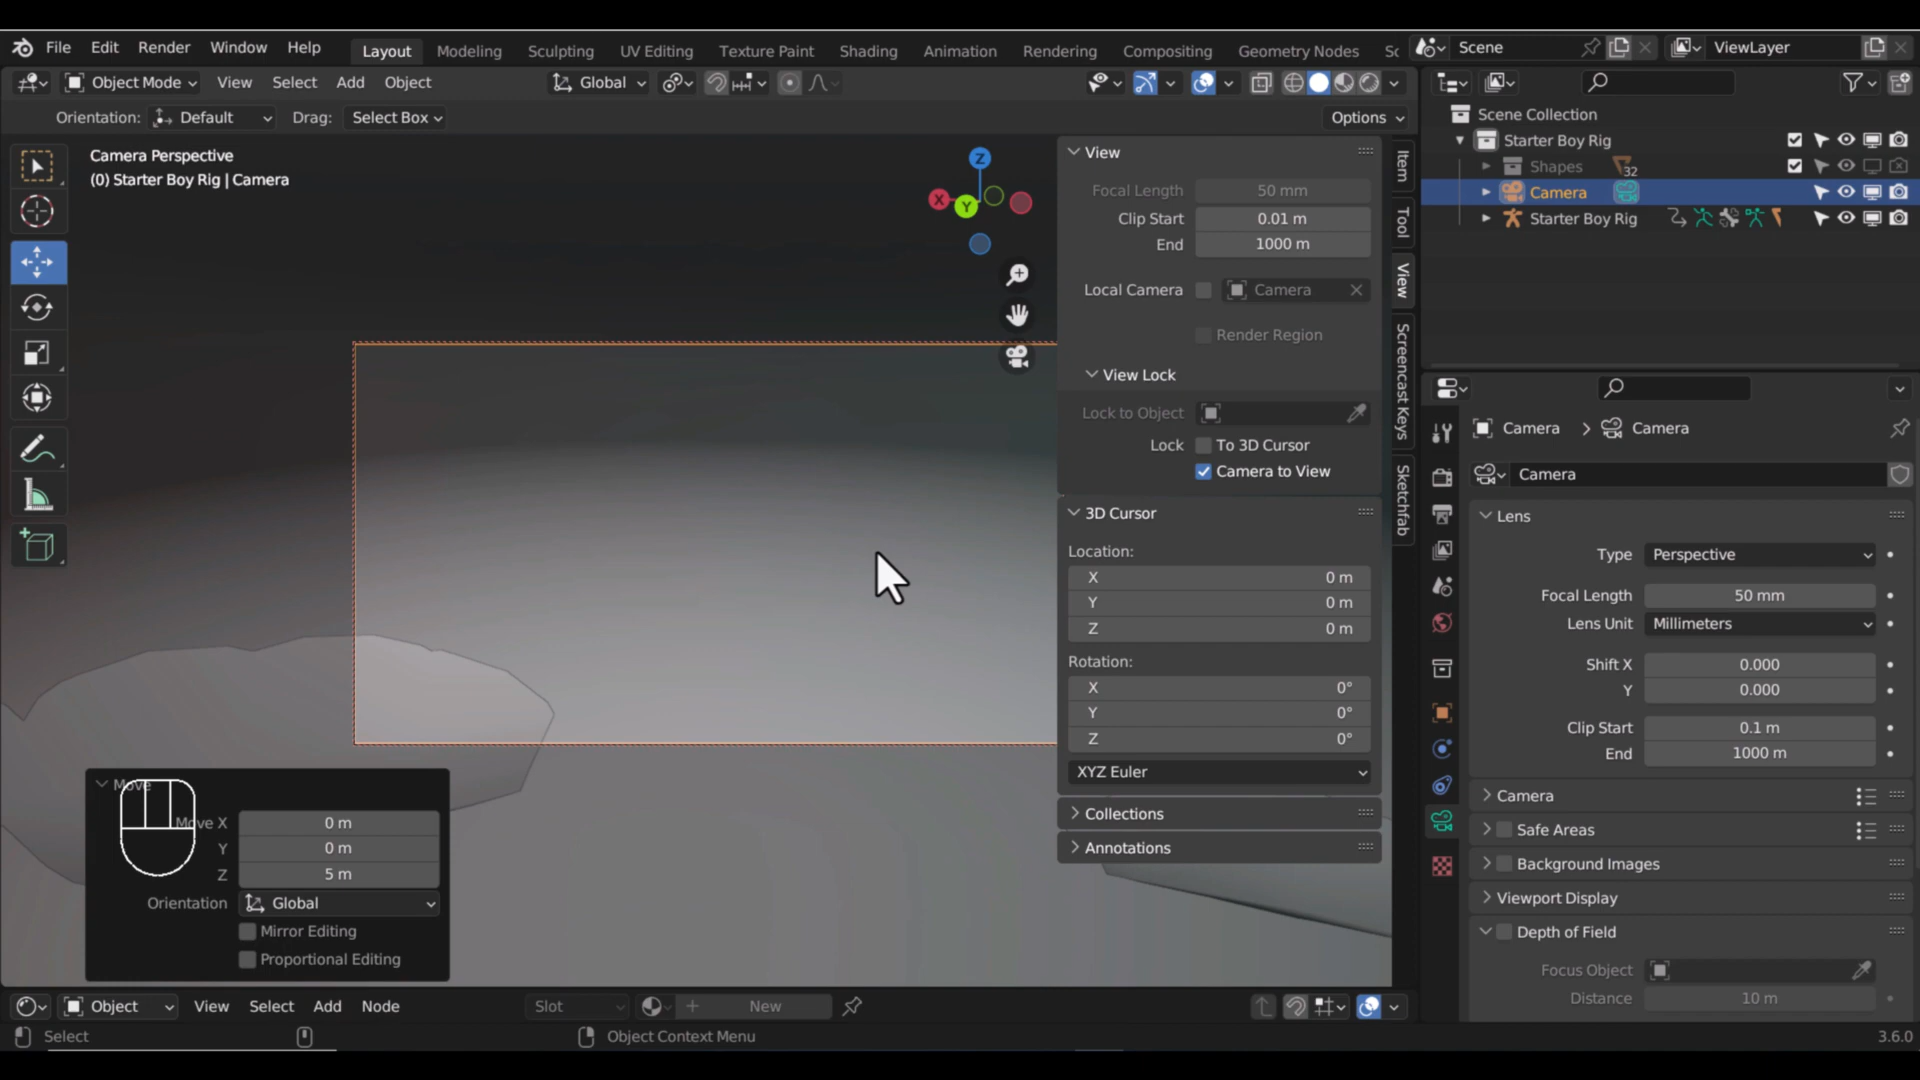 File Edit Render Window Help Layout Modeling Sculpting UV Editing Texture Paint Shading Animation Rendering Compositing Geometry Nodes Sc Scene ViewLayer
Object Mode View Select Add Object Global
Orientation: Default Drag: Select Box Options
Camera Perspective
(0) Starter Boy Rig | Camera
Z
X
Y
View
Focal Length 50 mm
Clip Start 0.01 m
End 1000 m
Local Camera Camera
Render Region
View Lock
Lock to Object
Lock To 3D Cursor
Camera to View
3D Cursor
Location:
X 0 m
Y 0 m
Z 0 m
Rotation:
X 0°
Y 0°
Z 0°
XYZ Euler
Collections
Annotations
Item
Tool
View
Screencast Keys
Sketchfab
Scene Collection
Starter Boy Rig
Shapes 32
Camera
Starter Boy Rig
Camera > Camera
Camera
Lens
Type Perspective
Focal Length 50 mm
Lens Unit Millimeters
Shift X 0.000
Y 0.000
Clip Start 0.1 m
End 1000 m
Camera
Safe Areas
Background Images
Viewport Display
Depth of Field
Focus Object
Distance 10 m
Move X 0 m
Y 0 m
Z 5 m
Orientation Global
Mirror Editing
Proportional Editing
Object View Select Add Node Slot New
Select Object Context Menu 3.6.0